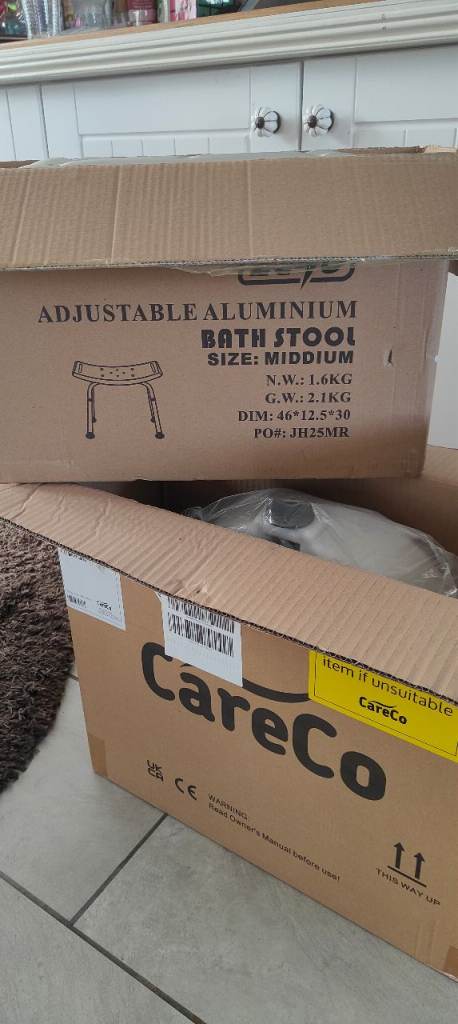 ADJUSTABLE ALUMINIUM
BATH STOOL
SIZE: MIDDIUM
N.W.: 1.6KG
G.W.: 2.1KG
DIM: 46*12.5*30
PO#: JH25MR
item if unsuitable
CareCo
CareCo
UK
CA
CE
WARNING:
Read Owner's Manual before use!
THIS WAY UP